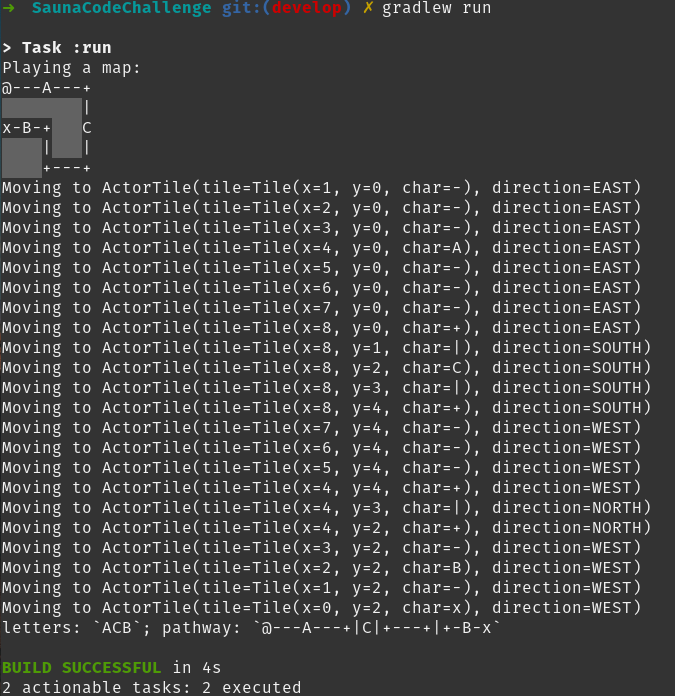 → SaunaCodeChallenge git:(develop) ✗ gradlew run

> Task :run
Playing a map:
@---A---+
        |
x-B-+   C
    |   |
    +---+
Moving to ActorTile(tile=Tile(x=1, y=0, char=-), direction=EAST)
Moving to ActorTile(tile=Tile(x=2, y=0, char=-), direction=EAST)
Moving to ActorTile(tile=Tile(x=3, y=0, char=-), direction=EAST)
Moving to ActorTile(tile=Tile(x=4, y=0, char=A), direction=EAST)
Moving to ActorTile(tile=Tile(x=5, y=0, char=-), direction=EAST)
Moving to ActorTile(tile=Tile(x=6, y=0, char=-), direction=EAST)
Moving to ActorTile(tile=Tile(x=7, y=0, char=-), direction=EAST)
Moving to ActorTile(tile=Tile(x=8, y=0, char=+), direction=EAST)
Moving to ActorTile(tile=Tile(x=8, y=1, char=|), direction=SOUTH)
Moving to ActorTile(tile=Tile(x=8, y=2, char=C), direction=SOUTH)
Moving to ActorTile(tile=Tile(x=8, y=3, char=|), direction=SOUTH)
Moving to ActorTile(tile=Tile(x=8, y=4, char=+), direction=SOUTH)
Moving to ActorTile(tile=Tile(x=7, y=4, char=-), direction=WEST)
Moving to ActorTile(tile=Tile(x=6, y=4, char=-), direction=WEST)
Moving to ActorTile(tile=Tile(x=5, y=4, char=-), direction=WEST)
Moving to ActorTile(tile=Tile(x=4, y=4, char=+), direction=WEST)
Moving to ActorTile(tile=Tile(x=4, y=3, char=|), direction=NORTH)
Moving to ActorTile(tile=Tile(x=4, y=2, char=+), direction=NORTH)
Moving to ActorTile(tile=Tile(x=3, y=2, char=-), direction=WEST)
Moving to ActorTile(tile=Tile(x=2, y=2, char=B), direction=WEST)
Moving to ActorTile(tile=Tile(x=1, y=2, char=-), direction=WEST)
Moving to ActorTile(tile=Tile(x=0, y=2, char=x), direction=WEST)
letters: `ACB`; pathway: `@---A---+|C|+---+|+-B-x`

BUILD SUCCESSFUL in 4s
2 actionable tasks: 2 executed